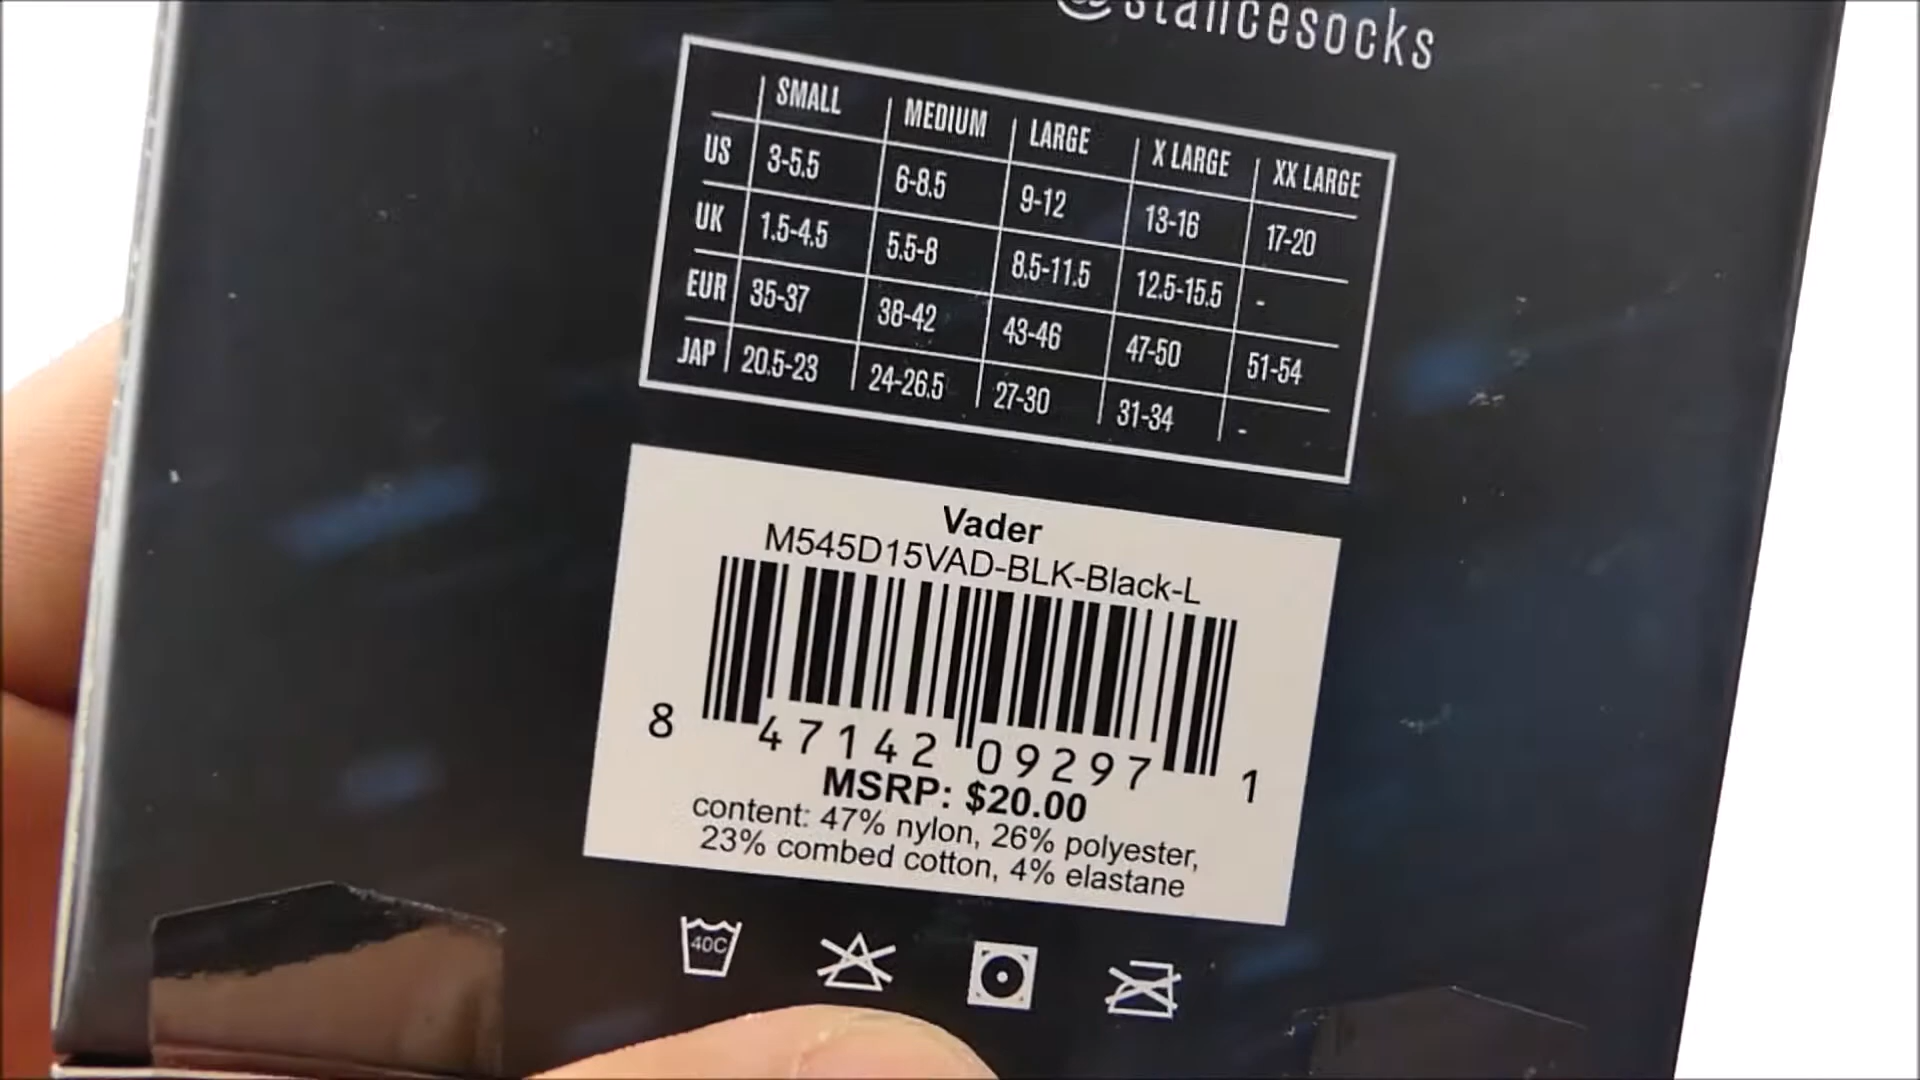 @stancesocks
SMALL MEDIUM LARGE X LARGE XX LARGE
US 3-5.5 6-8.5 9-12 13-16 17-20
UK 1.5-4.5 5.5-8 8.5-11.5 12.5-15.5 -
EUR 35-37 38-42 43-46 47-50 51-54
JAP 20.5-23 24-26.5 27-30 31-34 -
Vader
M545D15VAD-BLK-Black-L
8 47142 09297 1
MSRP: $20.00
content: 47% nylon, 26% polyester,
23% combed cotton, 4% elastane
40C